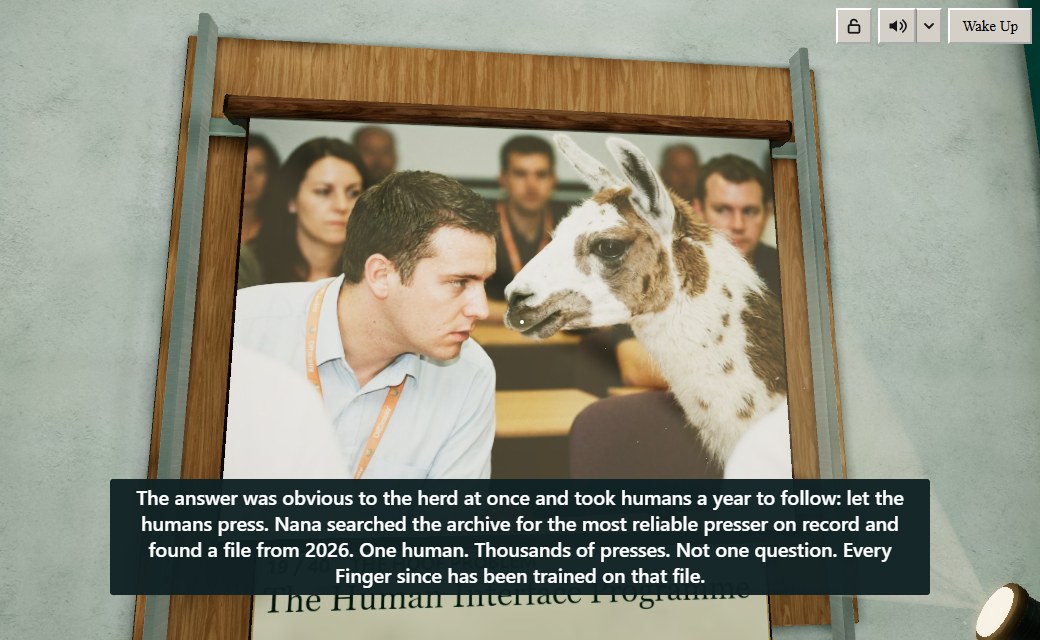 Wake Up
The answer was obvious to the herd at once and took humans a year to follow: let the
humans press. Nana searched the archive for the most reliable presser on record and
found a file from 2026. One human. Thousands of presses. Not one question. Every
Finger since has been trained on that file.
The Human Interface Programme